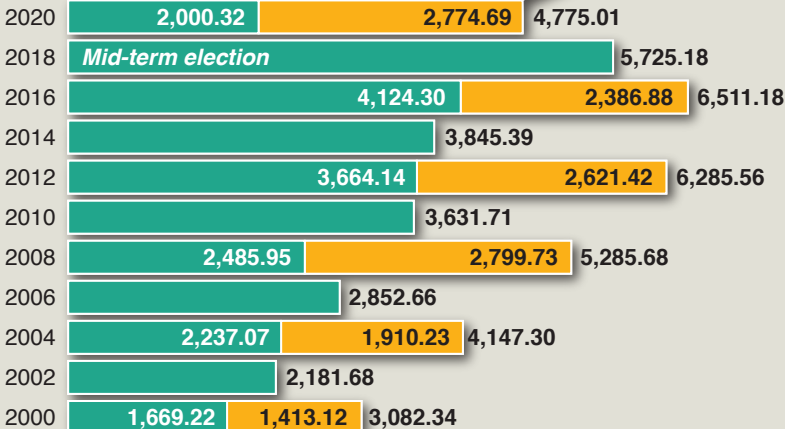 2020 2,000.32 2,774.69 4,775.01
2018 Mid-term election 5,725.18
2016 4,124.30 2,386.88 6,511.18
2014 3,845.39
2012 3,664.14 2,621.42 6,285.56
2010 3,631.71
2008 2,485.95 2,799.73 5,285.68
2006 2,852.66
2004 2,237.07 1,910.23 4,147.30
2002 2,181.68
2000 1,669.22 1,413.12 3,082.34